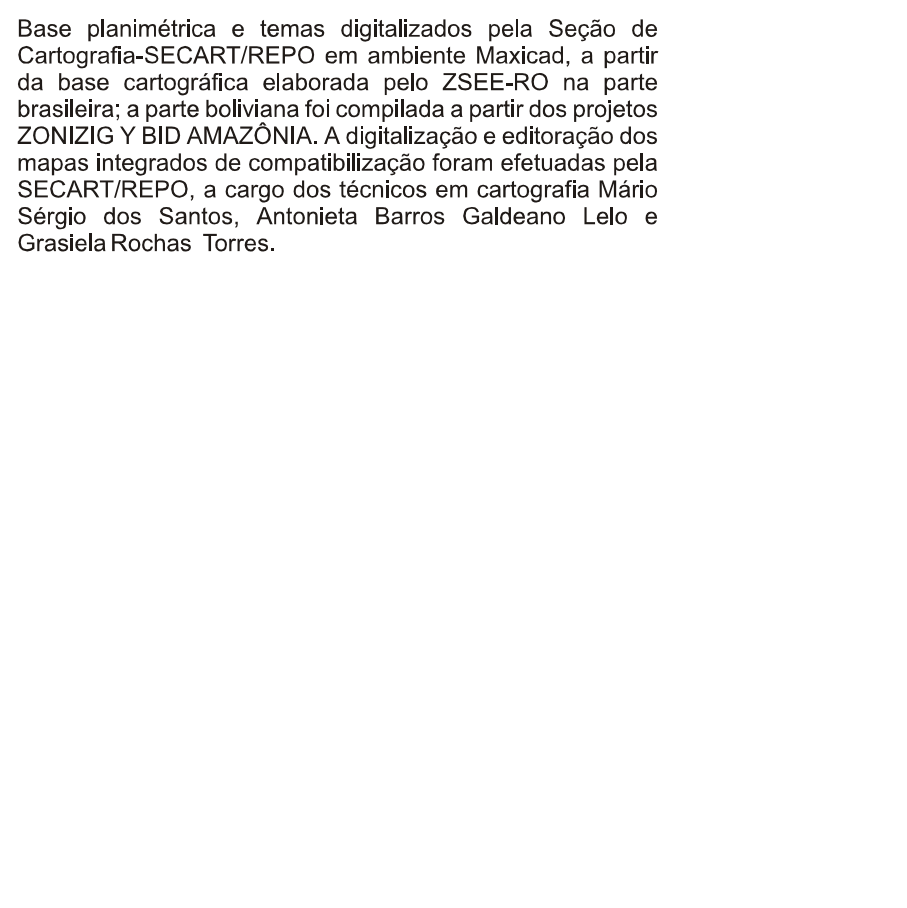 Base planimétrica e temas digitalizados pela Seção de
Cartografia-SECART/REPO em ambiente Maxicad, a partir
da base cartográfica elaborada pelo ZSEE-RO na parte
brasileira; a parte boliviana foi compilada a partir dos projetos
ZONIZIG Y BID AMAZÔNIA. A digitalização e editoração dos
mapas integrados de compatibilização foram efetuadas pela
SECART/REPO, a cargo dos técnicos em cartografia Mário
Sérgio dos Santos, Antonieta Barros Galdeano Lelo e
Grasiela Rochas Torres.